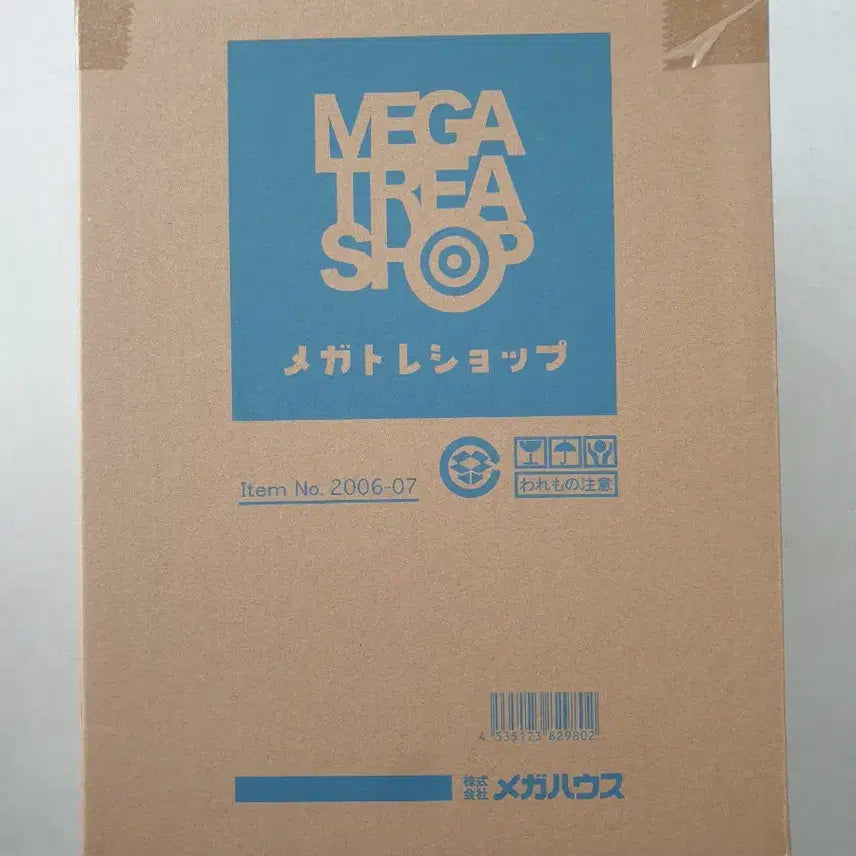 MEGA
TREA
SHOP
メガトレショップ
Item No. 2006-07
われもの注意
4 535123 829802
株式会社 メガハウス